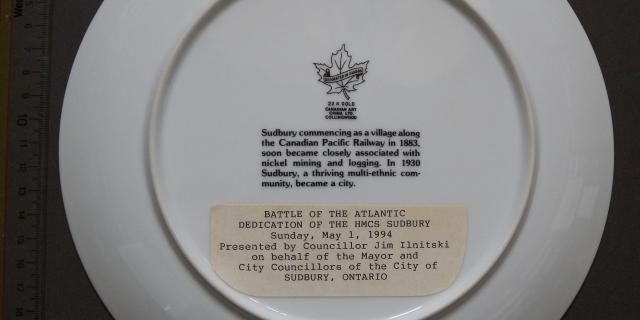 DECORATED IN CANADA
22 K GOLD
CANADIAN ART
CHINA LTD.
COLLINGWOOD
Sudbury commencing as a village along
the Canadian Pacific Railway in 1883,
soon became closely associated with
nickel mining and logging. In 1930
Sudbury, a thriving multi-ethnic com-
munity, became a city.
BATTLE OF THE ATLANTIC
DEDICATION OF THE HMCS SUDBURY
Sunday, May 1, 1994
Presented by Councillor Jim Ilnitski
on behalf of the Mayor and
City Councillors of the City of
SUDBURY, ONTARIO